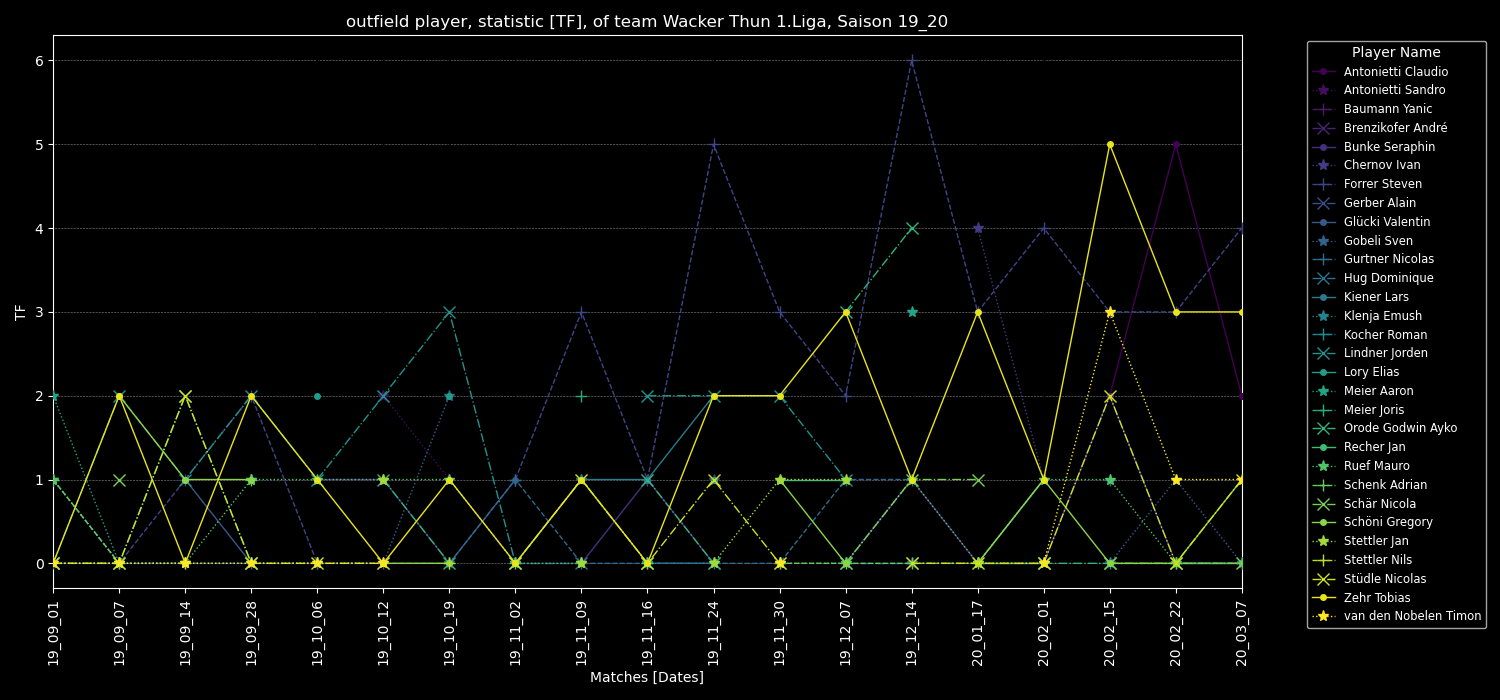 outfield player, statistic [TF], of team Wacker Thun 1.Liga, Saison 19_20
TF
6
5
4
3
2
1
0
19_09_01
19_09_07
19_09_14
19_09_28
19_10_06
19_10_12
19_10_19
19_11_02
19_11_09
19_11_16
19_11_24
19_11_30
19_12_07
19_12_14
20_01_17
20_02_01
20_02_15
20_02_22
20_03_07
Matches [Dates]
Player Name
Antonietti Claudio
Antonietti Sandro
Baumann Yanic
Brenzikofer André
Bunke Seraphin
Chernov Ivan
Forrer Steven
Gerber Alain
Glücki Valentin
Gobeli Sven
Gurtner Nicolas
Hug Dominique
Kiener Lars
Klenja Emush
Kocher Roman
Lindner Jorden
Lory Elias
Meier Aaron
Meier Joris
Orode Godwin Ayko
Recher Jan
Ruef Mauro
Schenk Adrian
Schär Nicola
Schöni Gregory
Stettler Jan
Stettler Nils
Stüdle Nicolas
Zehr Tobias
van den Nobelen Timon